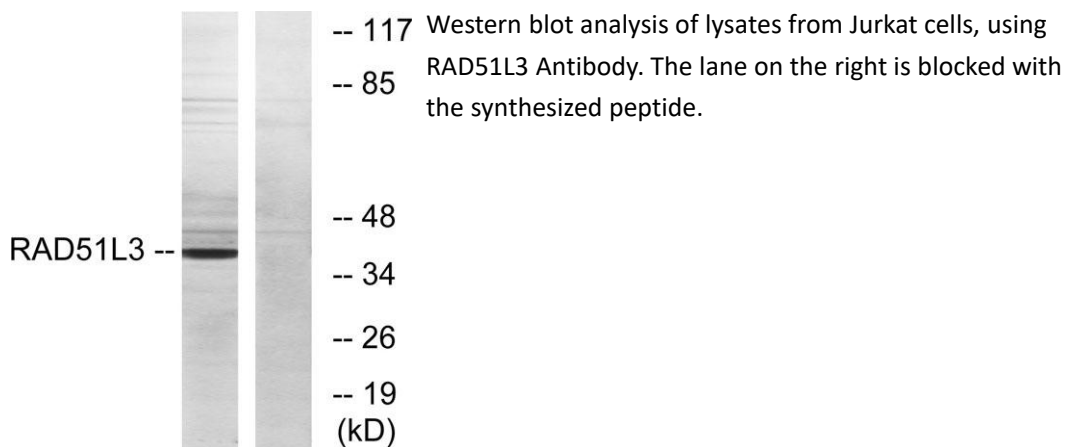 -- 117
-- 85
-- 48
-- 34
-- 26
-- 19
(kD)
RAD51L3 --
Western blot analysis of lysates from Jurkat cells, using
RAD51L3 Antibody. The lane on the right is blocked with
the synthesized peptide.